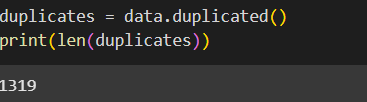 duplicates = data.duplicated()
print(len(duplicates))
1319